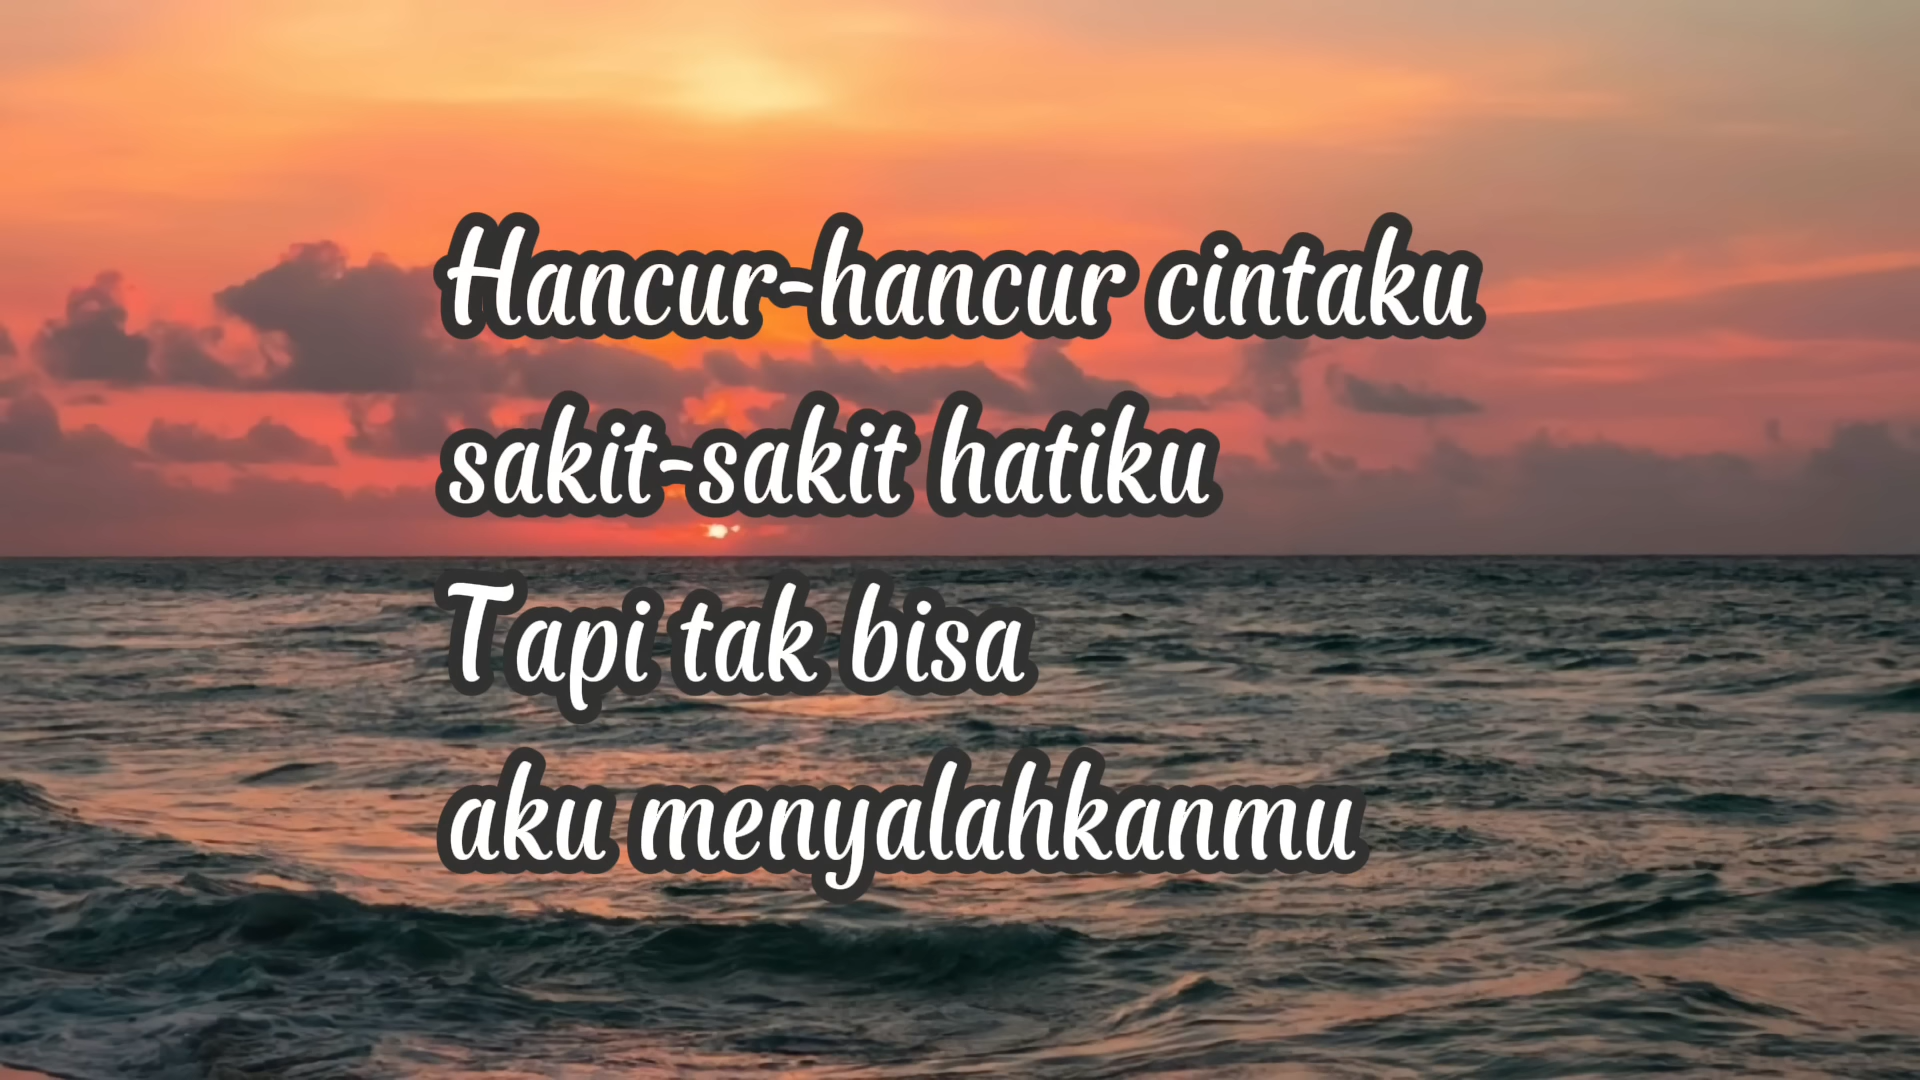 Hancur-hancur cintaku
sakit-sakit hatiku
Tapi tak bisa
aku menyalahkanmu